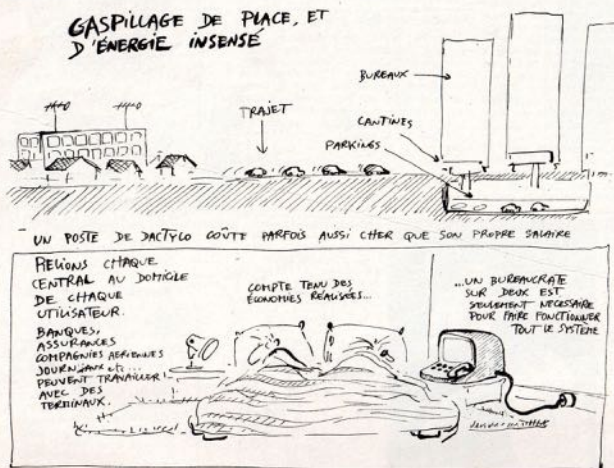 GASPILLAGE DE PLACE, ET
D'ÉNERGIE INSENSÉ
BUREAUX
TRAJET
CANTINES
PARKINGS
UN POSTE DE DACTYLO COÛTE PARFOIS AUSSI CHER QUE SON PROPRE SALAIRE
RELIONS CHAQUE
CENTRAL AU DOMICILE
DE CHAQUE
UTILISATEUR.
BANQUES,
ASSURANCES
COMPAGNIES AERIENNES
JOURNAUX etc...
PEUVENT TRAVAILLER
AVEC DES
TERMINAUX.
COMPTE TENU DES
ÉCONOMIES RÉALISÉES...
...UN BUREAUCRATE
SUR DEUX EST
SEULEMENT NECESSAIRE
POUR FAIRE FONCTIONNER
TOUT LE SYSTÈME